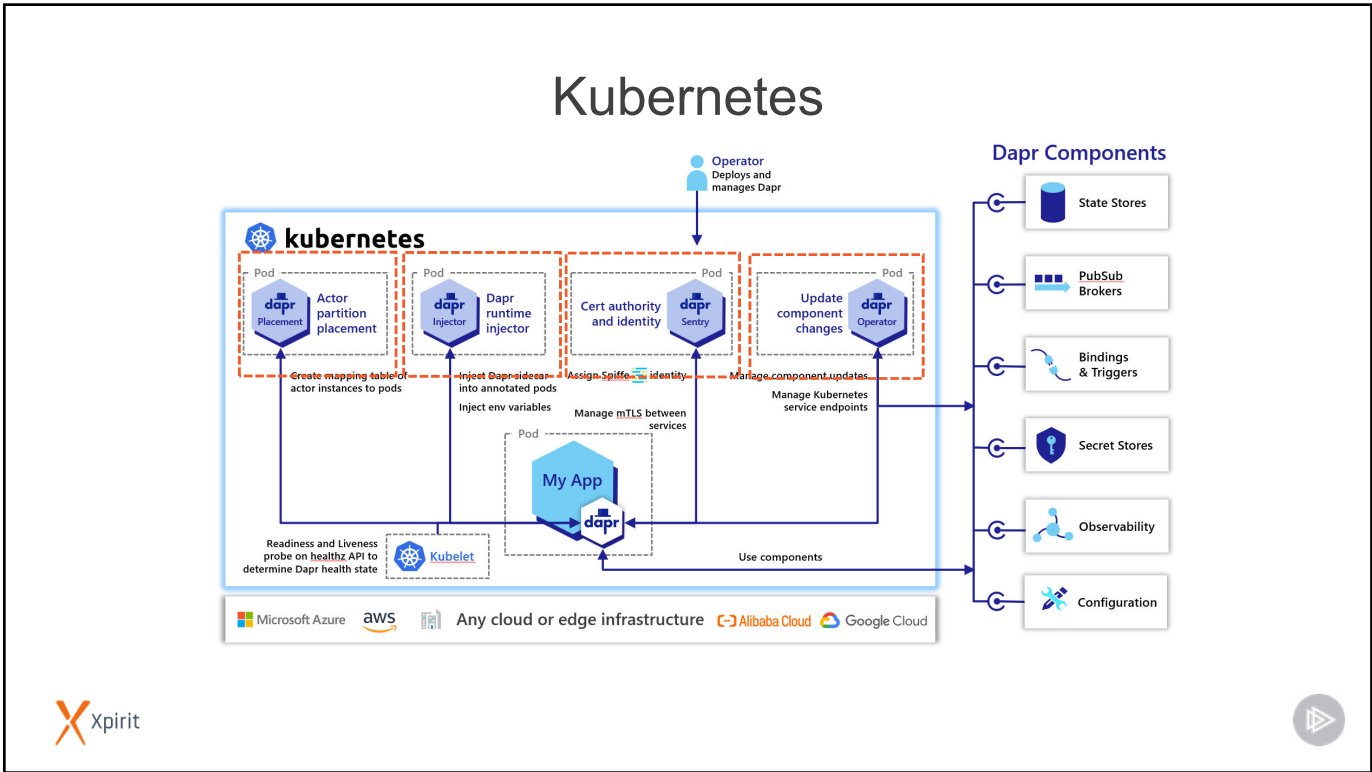 Kubernetes
Operator
Deploys and
manages Dapr
Dapr Components
kubernetes
Pod
dapr
Placement
Actor
partition
placement
Pod
dapr
Injector
Dapr
runtime
injector
Pod
Cert authority
and identity
dapr
Sentry
Pod
Update
component
changes
dapr
Operator
Create mapping table of
actor instances to pods
Inject Dapr sidecar
into annotated pods
Inject env variables
Assign Spiffe identity
Manage mTLS between
services
Manage component updates
Manage Kubernetes
service endpoints
Pod
My App
dapr
Readiness and Liveness
probe on healthz API to
determine Dapr health state
Kubelet
Use components
State Stores
PubSub
Brokers
Bindings
& Triggers
Secret Stores
Observability
Configuration
Microsoft Azure
aws
Any cloud or edge infrastructure
Alibaba Cloud
Google Cloud
Xpirit